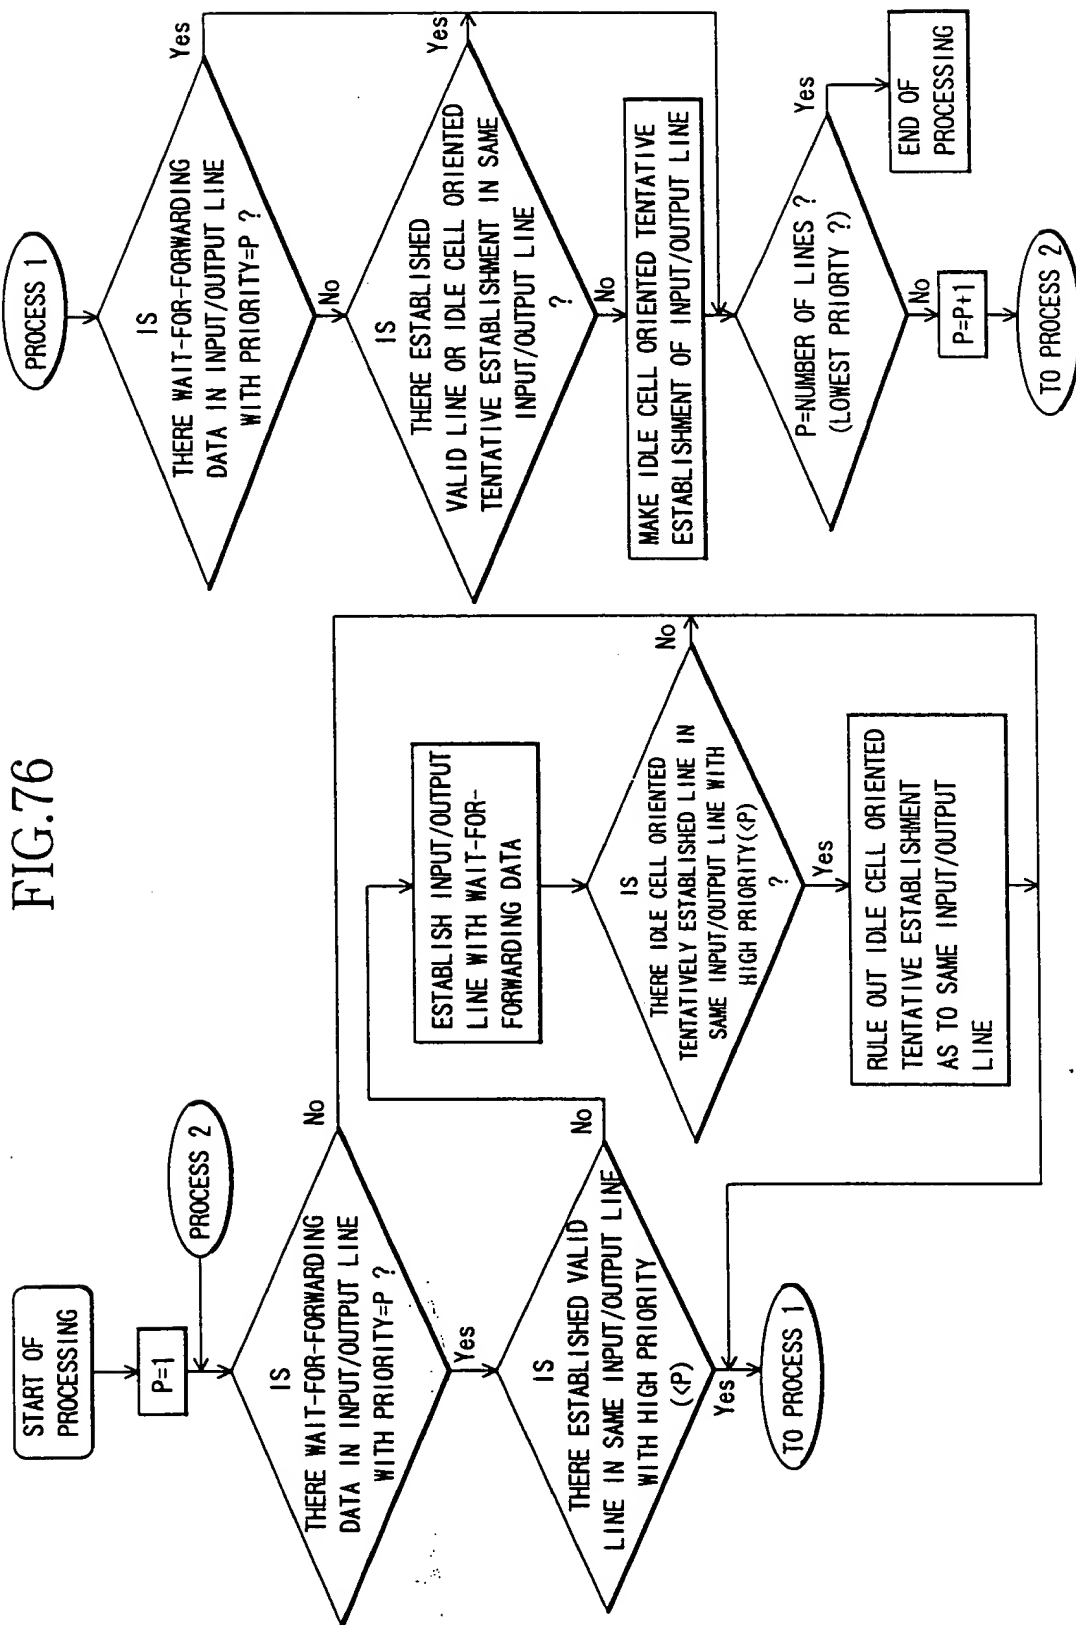 FIG.76
START OF
PROCESSING
P=1
PROCESS 2
IS
THERE WAIT-FOR-FORWARDING
DATA IN INPUT/OUTPUT LINE
WITH PRIORITY=P ?
No
Yes
IS
THERE ESTABLISHED VALID
LINE IN SAME INPUT/OUTPUT LINE
WITH HIGH PRIORITY
(<P)
No
Yes
TO PROCESS 1
ESTABLISH INPUT/OUTPUT
LINE WITH WAIT-FOR-
FORWARDING DATA
IS
THERE IDLE CELL ORIENTED
TENTATIVELY ESTABLISHED LINE IN
SAME INPUT/OUTPUT LINE WITH
HIGH PRIORITY(<P)
?
No
Yes
RULE OUT IDLE CELL ORIENTED
TENTATIVE ESTABLISHMENT
AS TO SAME INPUT/OUTPUT
LINE
PROCESS 1
IS
THERE WAIT-FOR-FORWARDING
DATA IN INPUT/OUTPUT LINE
WITH PRIORITY=P ?
Yes
No
IS
THERE ESTABLISHED
VALID LINE OR IDLE CELL ORIENTED
TENTATIVE ESTABLISHMENT IN SAME
INPUT/OUTPUT LINE
?
Yes
No
MAKE IDLE CELL ORIENTED TENTATIVE
ESTABLISHMENT OF INPUT/OUTPUT LINE
P=NUMBER OF LINES ?
(LOWEST PRIORTY ?)
Yes
No
END OF
PROCESSING
P=P+1
TO PROCESS 2